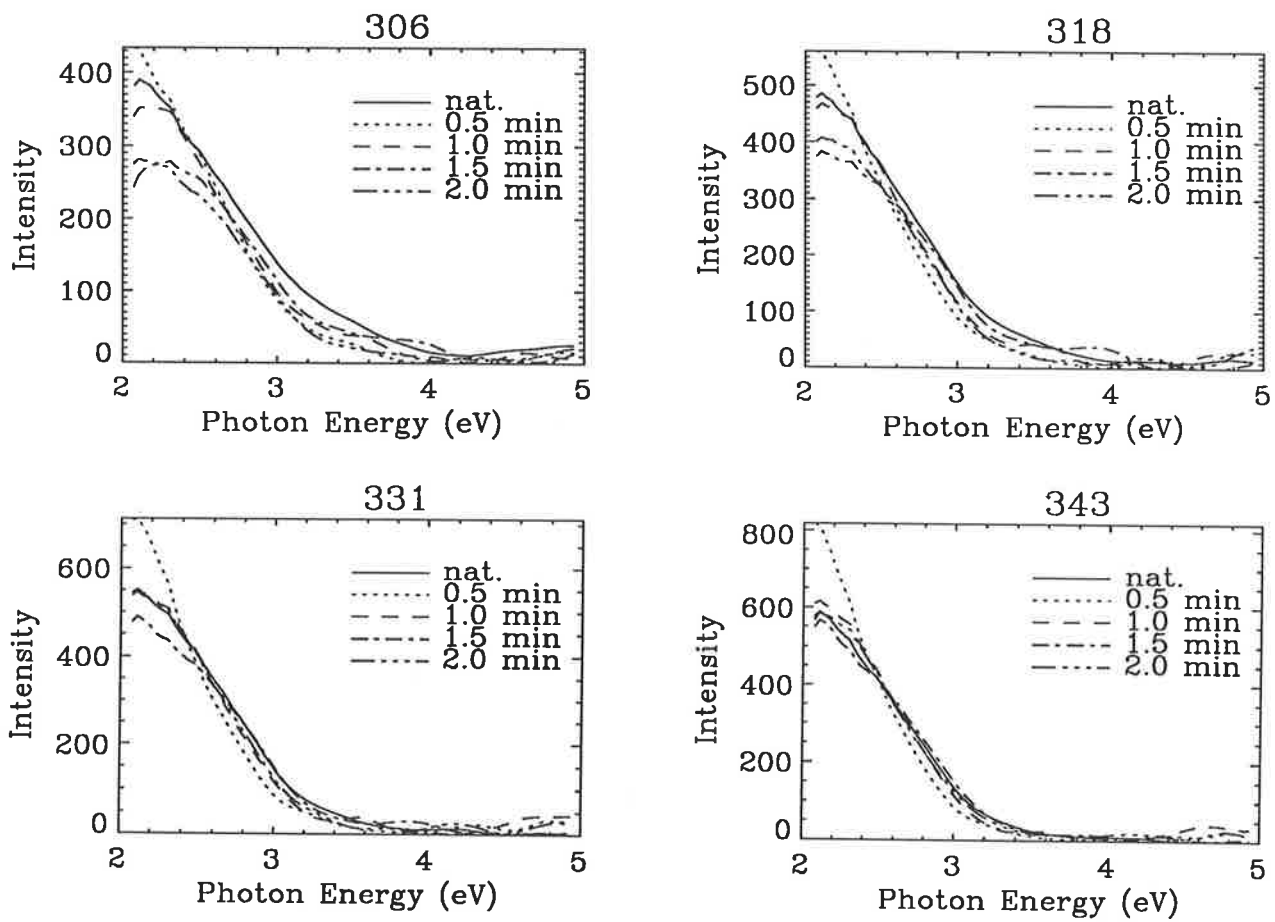 306
400
300
200
100
0
Intensity
nat.
0.5 min
1.0 min
1.5 min
2.0 min
2 3 4 5
Photon Energy (eV)
318
500
400
300
200
100
0
Intensity
nat.
0.5 min
1.0 min
1.5 min
2.0 min
2 3 4 5
Photon Energy (eV)
331
600
400
200
0
Intensity
nat.
0.5 min
1.0 min
1.5 min
2.0 min
2 3 4 5
Photon Energy (eV)
343
800
600
400
200
0
Intensity
nat.
0.5 min
1.0 min
1.5 min
2.0 min
2 3 4 5
Photon Energy (eV)